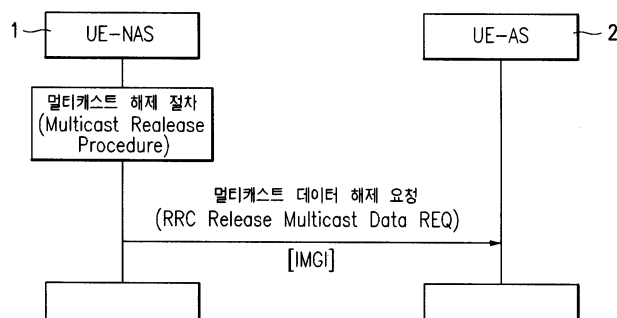 1
UE-NAS
UE-AS
2
멀티캐스트 해제 절차
(Multicast Realease
Procedure)
멀티캐스트 데이터 해제 요청
(RRC Release Multicast Data REQ)
[IMGI]